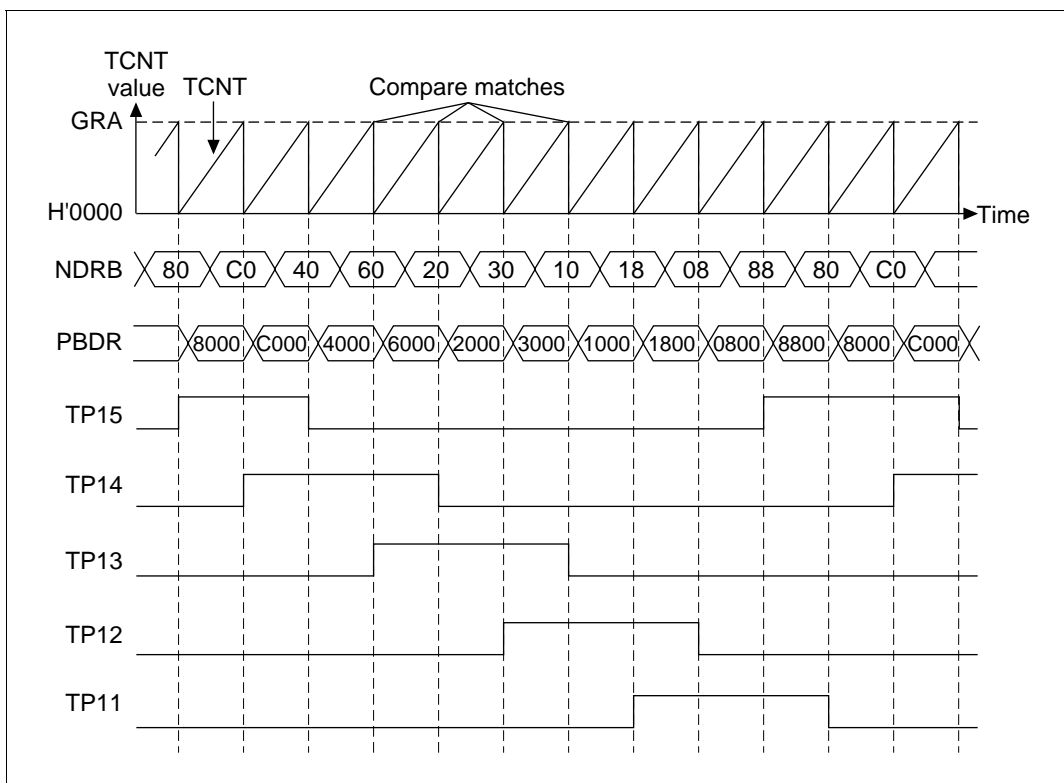 TCNT
value
TCNT
Compare matches
GRA
H'0000
Time
NDRB 80 C0 40 60 20 30 10 18 08 88 80 C0
PBDR 8000 C000 4000 6000 2000 3000 1000 1800 0800 8800 8000 C000
TP15
TP14
TP13
TP12
TP11